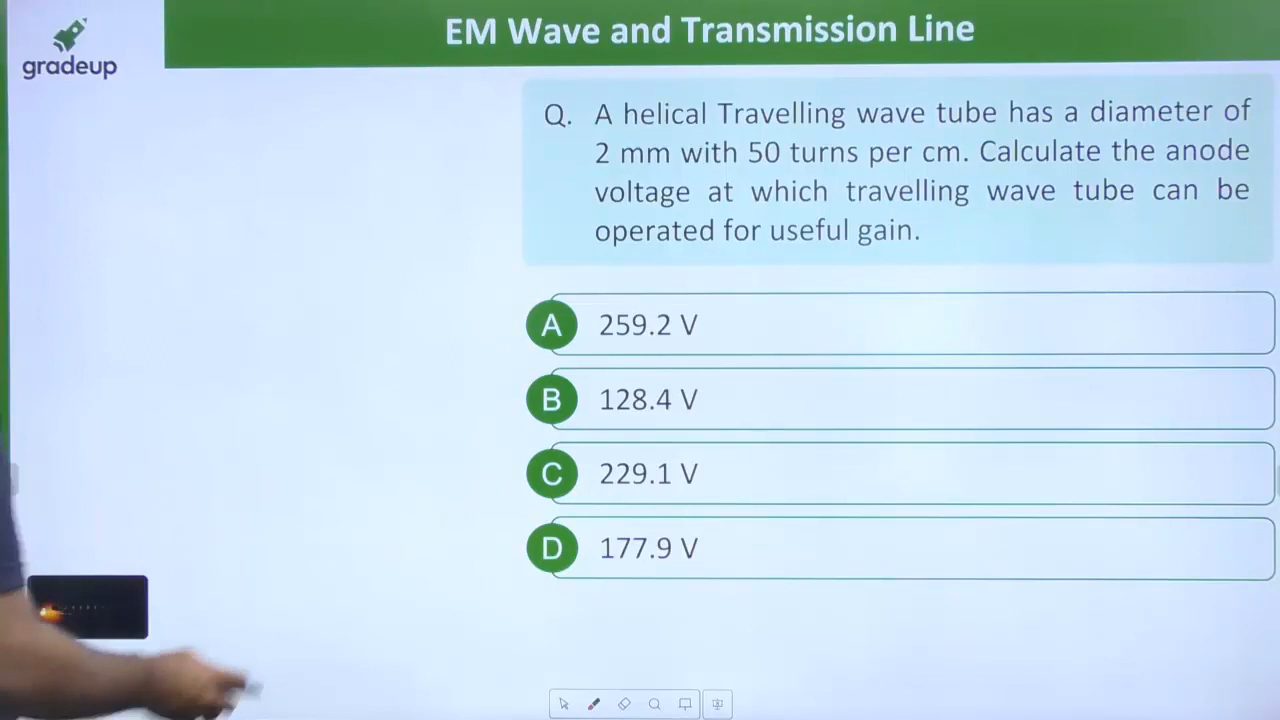 EM Wave and Transmission Line
gradeup
Q. A helical Travelling wave tube has a diameter of
2 mm with 50 turns per cm. Calculate the anode
voltage at which travelling wave tube can be
operated for useful gain.
A 259.2 V
B 128.4 V
C 229.1 V
D 177.9 V